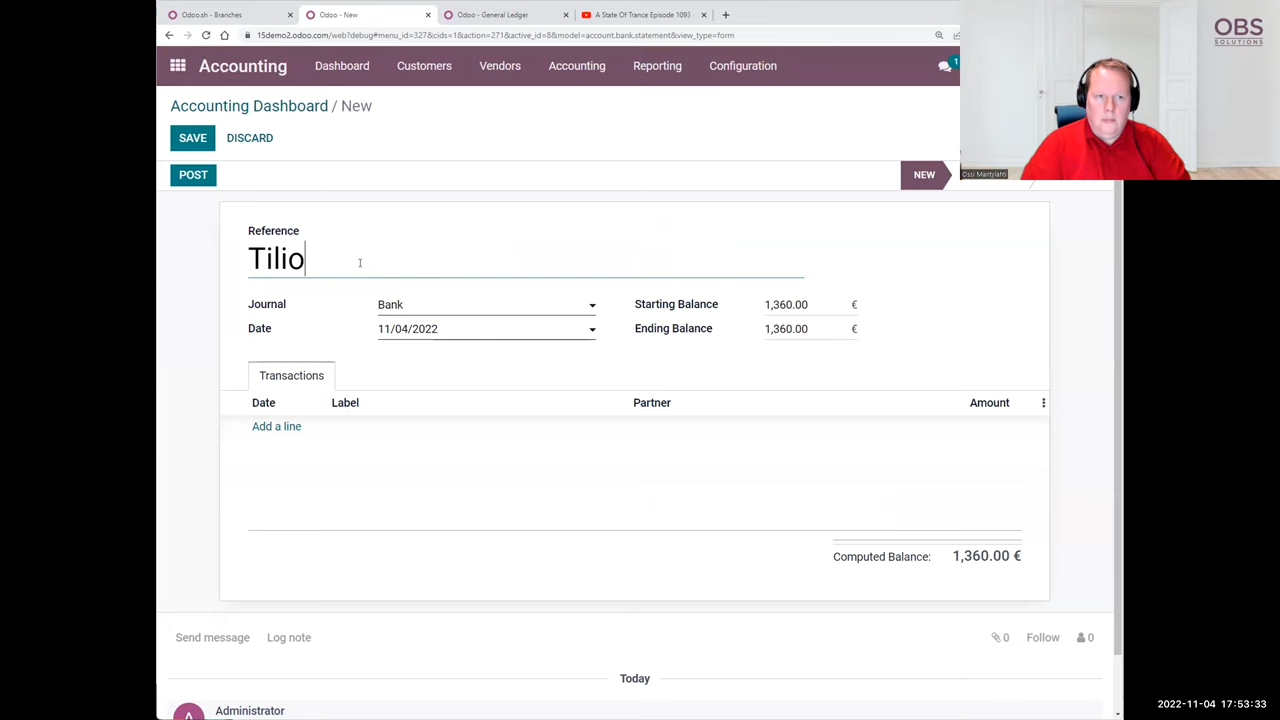 Odoo.sh - Branches
Odoo - New
Odoo - General Ledger
A State Of Trance Episode 1093
15demo2.odoo.com/web?debug#menu_id=327&cids=1&action=271&active_id=8&model=account.bank.statement&view_type=form
OBS
SOLUTIONS
Accounting Dashboard Customers Vendors Accounting Reporting Configuration 1
Accounting Dashboard / New
SAVE DISCARD
POST NEW
Ossi Mantylahti
Reference
Tilio
Journal Bank Starting Balance 1,360.00 €
Date 11/04/2022 Ending Balance 1,360.00 €
Transactions
Date Label Partner Amount
Add a line
Computed Balance: 1,360.00 €
Send message Log note 0 Follow 0
Today
A Administrator
2022-11-04 17:53:33